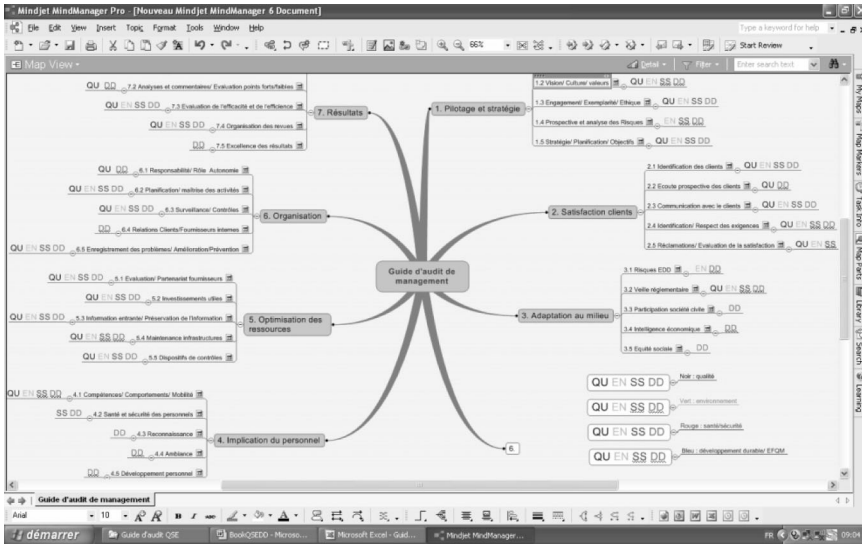 Mindjet MindManager Pro - [Nouveau Mindjet MindManager 6 Document]
File Edit View Insert Topic Format Tools Window Help
Type a keyword for help
66%
Start Review
Map View
Detail
Filter
Enter search text
My Maps
Map Markers
Task Info
Map Parts
Library
Search
Learning
Guide d'audit de
management
1. Pilotage et stratégie
1.2 Vision/ Culture/ valeurs QU EN SS DD
1.3 Engagement/ Exemplarité/ Ethique QU EN SS DD
1.4 Prospective et analyse des Risques EN SS DD
1.5 Stratégie/ Planification/ Objectifs QU EN SS DD
2. Satisfaction clients
2.1 Identification des clients QU EN SS DD
2.2 Ecoute prospective des clients QU DD
2.3 Communication avec le clients QU EN SS DD
2.4 Identification/ Respect des exigences QU EN SS DD
2.5 Réclamations/ Evaluation de la satisfaction QU EN SS
3. Adaptation au milieu
3.1 Risques EDD EN DD
3.2 Veille réglementaire QU EN SS DD
3.3 Participation société civile DD
3.4 Intelligence économique DD
3.5 Equité sociale DD
QU EN SS DD Noir : qualité
QU EN SS DD Vert : environnement
QU EN SS DD Rouge : santé/sécurité
QU EN SS DD Bleu : développement durable/ EFQM
6.
7. Résultats
QU DD 7.2 Analyses et commentaires/ Evaluation points forts/faibles
QU EN SS DD 7.3 Evaluation de l'efficacité et de l'efficience
QU EN SS DD 7.4 Organisation des revues
DD 7.5 Excellence des résultats
6. Organisation
QU DD 6.1 Responsabilité/ Rôle Autonomie
QU EN SS DD 6.2 Planification/ maîtrise des activités
QU EN SS DD 6.3 Surveillance/ Contrôles
QU EN SS DD 6.4 Relations Clients/Fournisseurs internes
QU EN SS DD 6.5 Enregistrement des problèmes/ Amélioration/Prévention
5. Optimisation des
ressources
QU EN SS DD 5.1 Evaluation/ Partenariat fournisseurs
QU EN SS DD 5.2 Investissements utiles
QU EN SS DD 5.3 Information entrante/ Préservation de l'information
QU EN SS DD 5.4 Maintenance infrastructures
QU EN SS DD 5.5 Dispositifs de contrôles
4. Implication du personnel
QU EN SS DD 4.1 Compétences/ Comportements/ Mobilité
SS DD 4.2 Santé et sécurité des personnels
DD 4.3 Reconnaissance
DD 4.4 Ambiance
DD 4.5 Développement personnel
Guide d'audit de management
Arial 10
démarrer
Guide d'audit QSE
BookQSEDD - Microso...
Microsoft Excel - Guid...
Mindjet MindManager...
FR
09:04